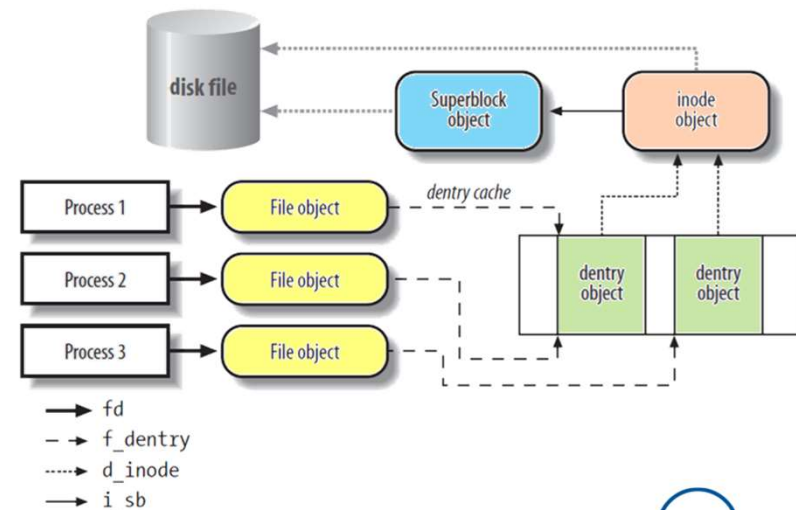 disk file
Superblock
object
inode
object
Process 1
File object
dentry cache
Process 2
File object
dentry
object
dentry
object
Process 3
File object
fd
f_dentry
d_inode
i_sb